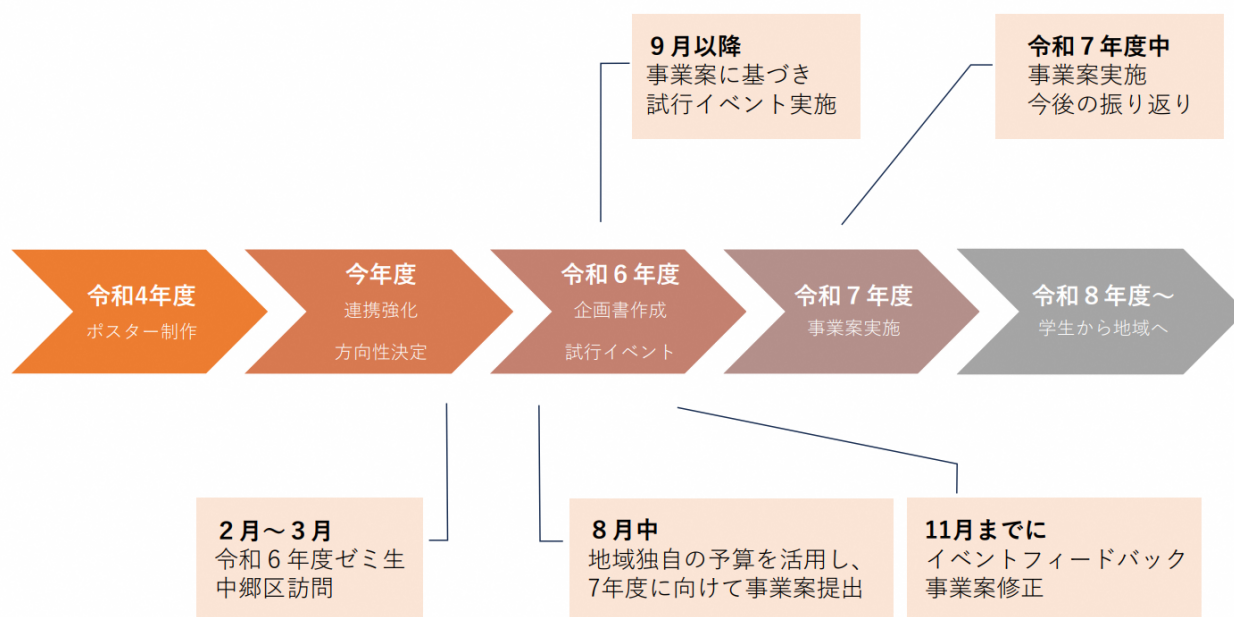 ９月以降
事業案に基づき
試行イベント実施
令和７年度中
事業案実施
今後の振り返り
令和4年度
ポスター制作
今年度
連携強化
方向性決定
令和６年度
企画書作成
試行イベント
令和７年度
事業案実施
令和８年度～
学生から地域へ
２月～３月
令和６年度ゼミ生
中郷区訪問
８月中
地域独自の予算を活用し、
7年度に向けて事業案提出
11月までに
イベントフィードバック
事業案修正